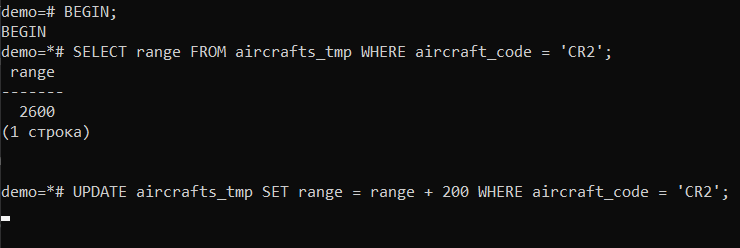 demo=# BEGIN;
BEGIN
demo=*# SELECT range FROM aircrafts_tmp WHERE aircraft_code = 'CR2';
 range
-------
  2600
(1 строка)
demo=*# UPDATE aircrafts_tmp SET range = range + 200 WHERE aircraft_code = 'CR2';